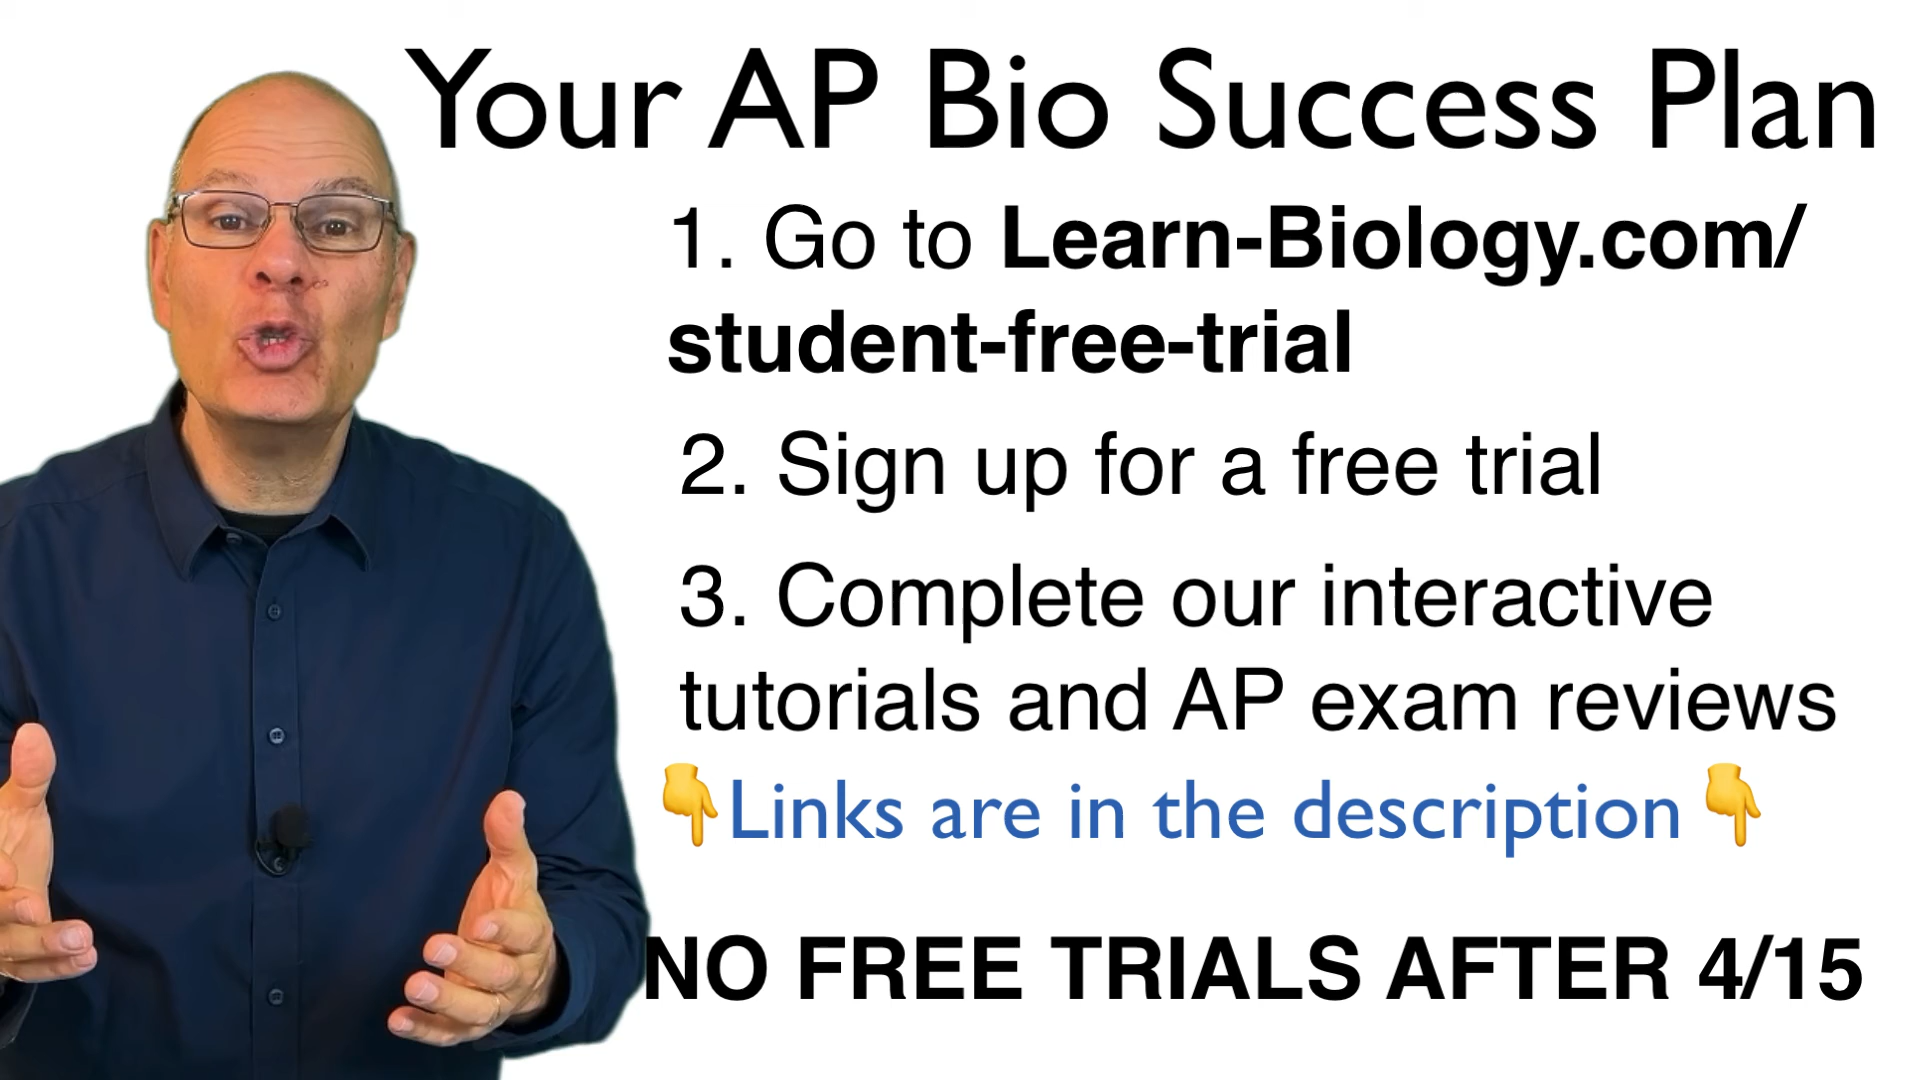 Your AP Bio Success Plan
1. Go to Learn-Biology.com/
student-free-trial
2. Sign up for a free trial
3. Complete our interactive
tutorials and AP exam reviews
👇Links are in the description👇
NO FREE TRIALS AFTER 4/15